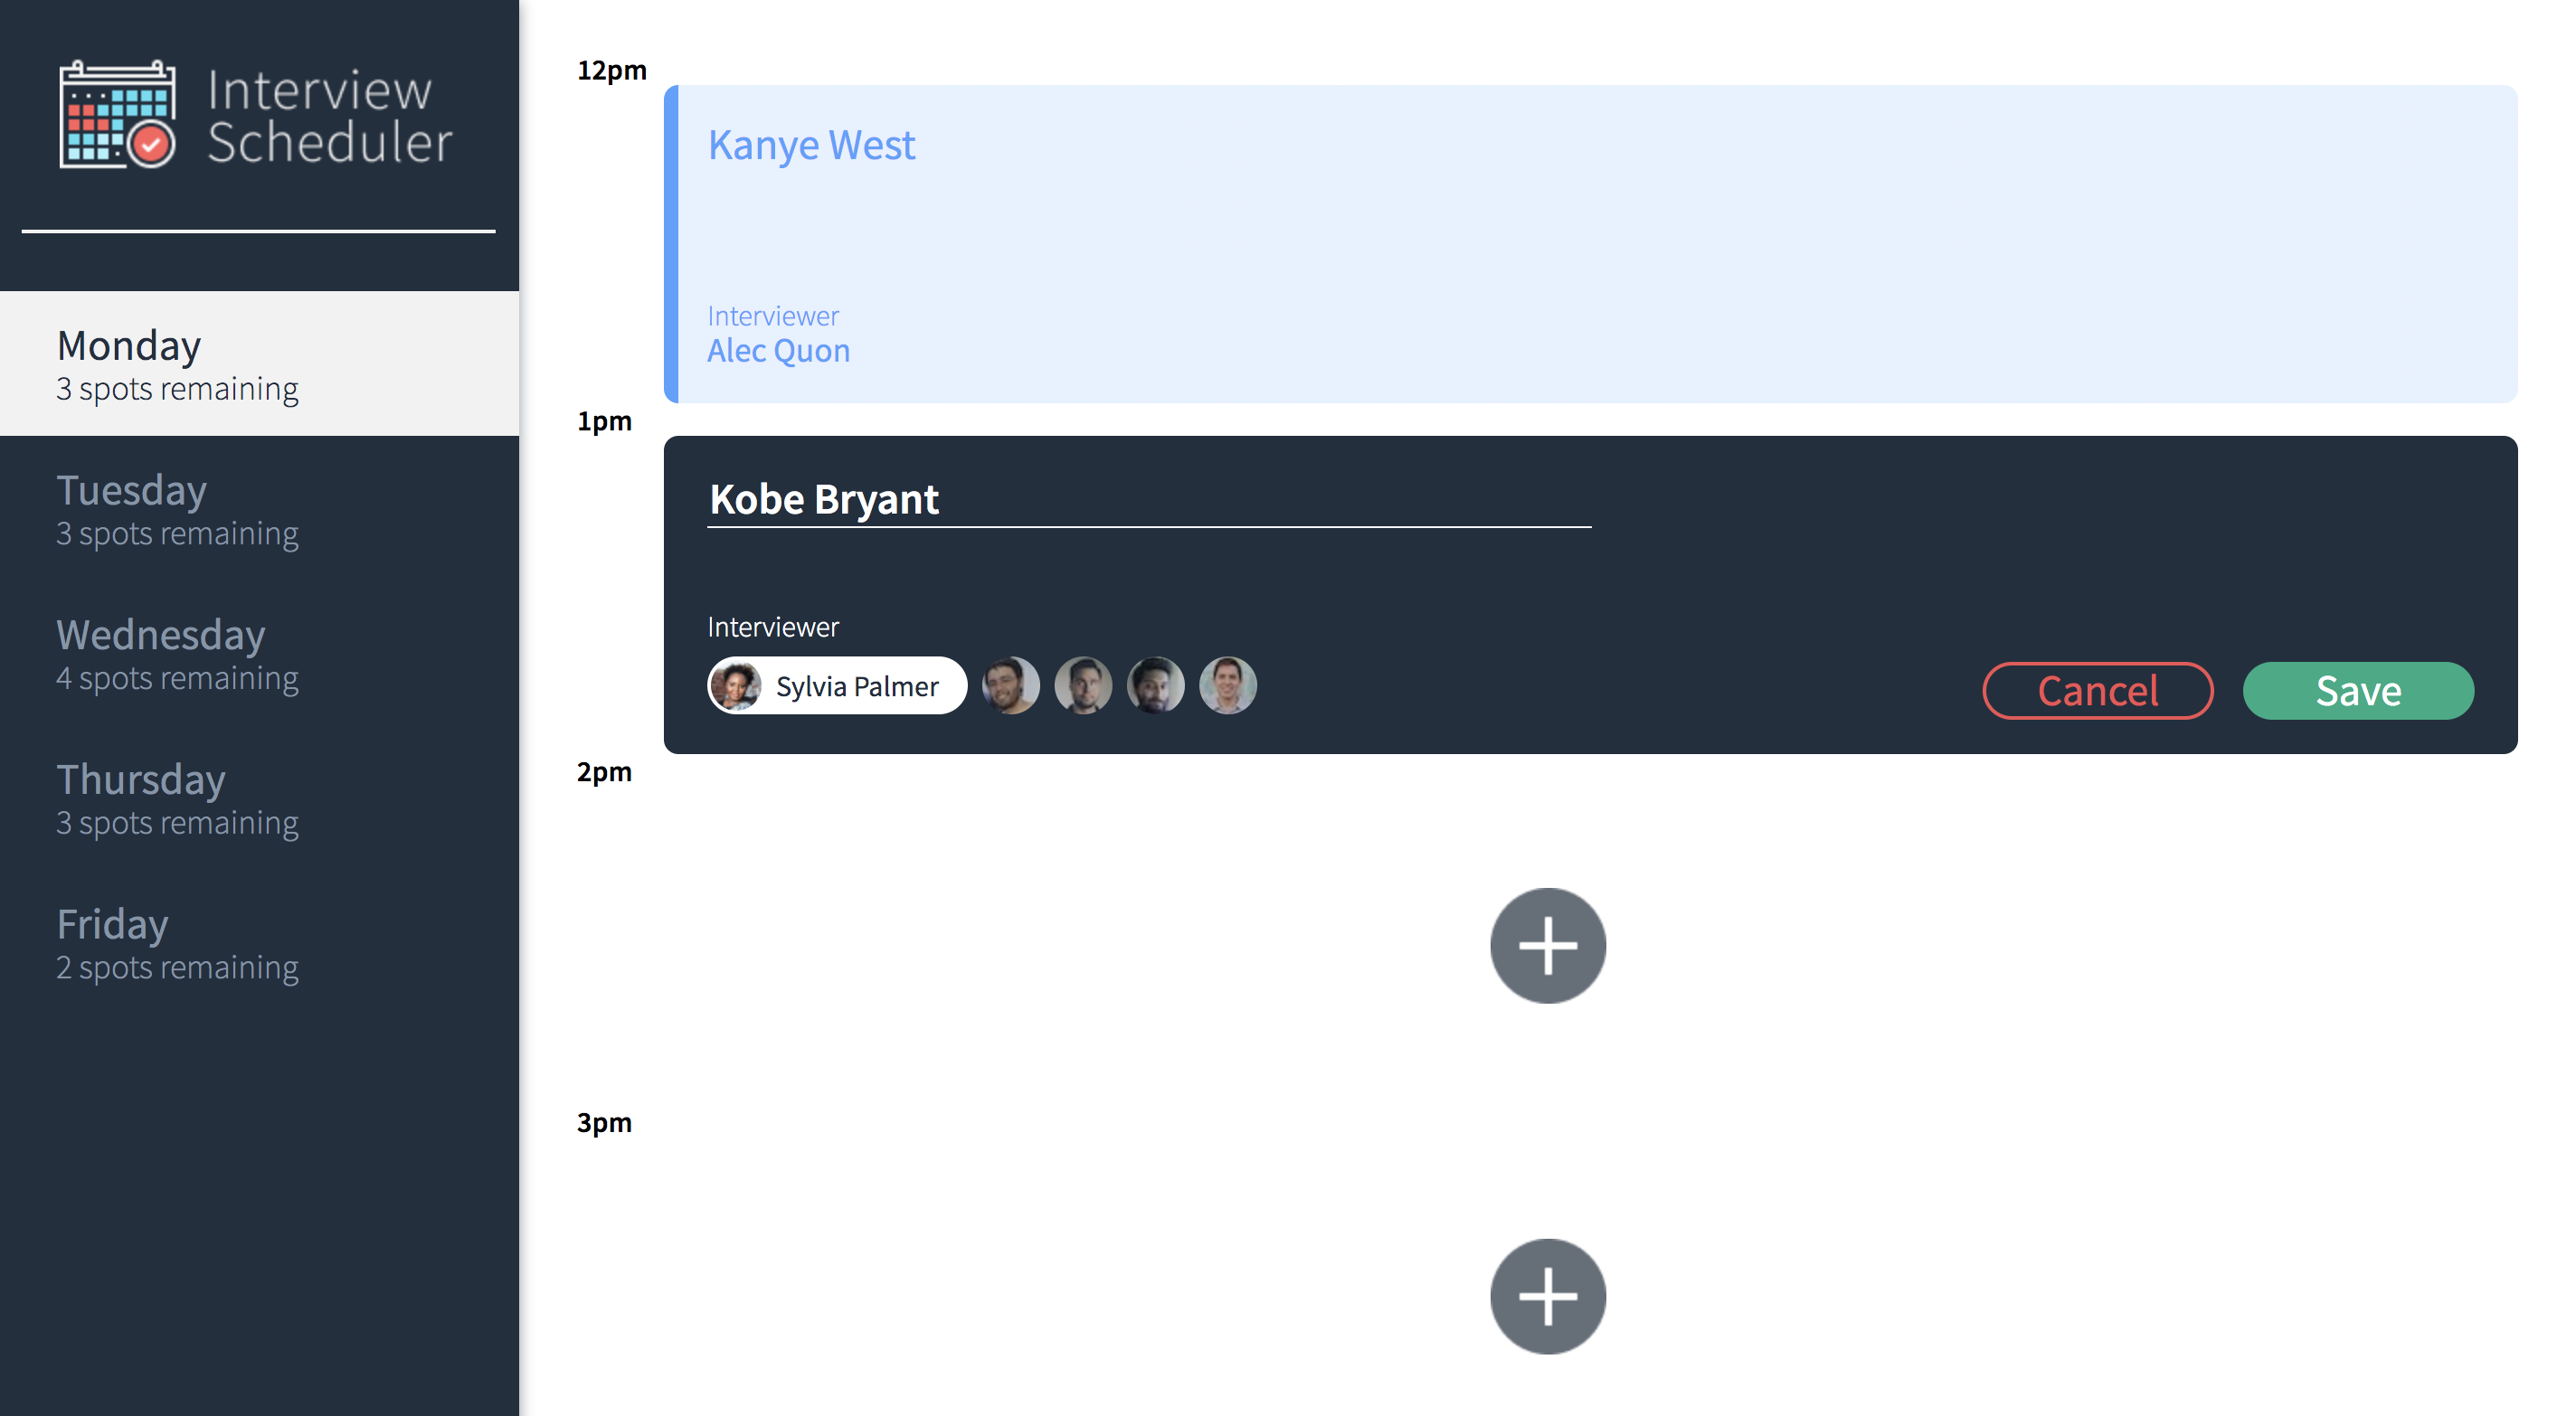 Interview
Scheduler
Monday
3 spots remaining
Tuesday
3 spots remaining
Wednesday
4 spots remaining
Thursday
3 spots remaining
Friday
2 spots remaining
12pm
Kanye West
Interviewer
Alec Quon
1pm
Kobe Bryant
Interviewer
Sylvia Palmer
Cancel
Save
2pm
3pm